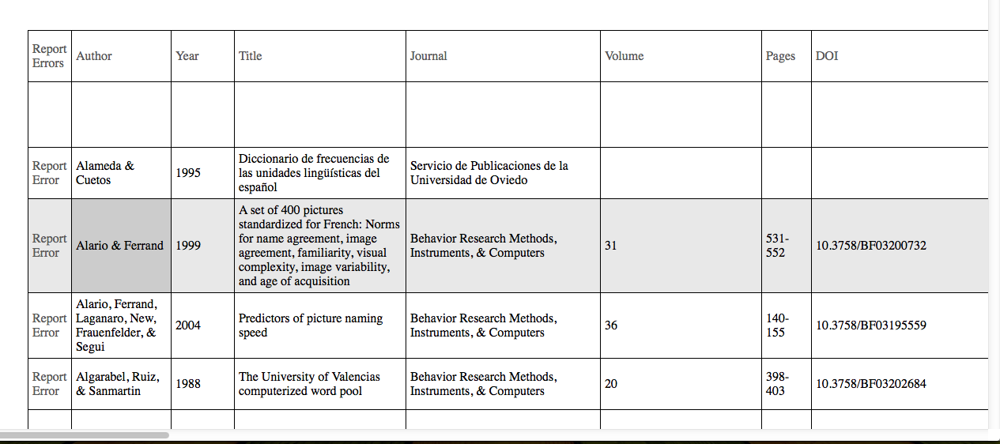 Report Errors
Author
Year
Title
Journal
Volume
Pages
DOI
Report Error
Alameda & Cuetos
1995
Diccionario de frecuencias de
las unidades lingüísticas del
español
Servicio de Publicaciones de la
Universidad de Oviedo
Report Error
Alario & Ferrand
1999
A set of 400 pictures
standardized for French: Norms
for name agreement, image
agreement, familiarity, visual
complexity, image variability,
and age of acquisition
Behavior Research Methods,
Instruments, & Computers
31
531-
552
10.3758/BF03200732
Report Error
Alario, Ferrand,
Laganaro, New,
Frauenfelder, &
Segui
2004
Predictors of picture naming
speed
Behavior Research Methods,
Instruments, & Computers
36
140-
155
10.3758/BF03195559
Report Error
Algarabel, Ruiz,
& Sanmartin
1988
The University of Valencias
computerized word pool
Behavior Research Methods,
Instruments, & Computers
20
398-
403
10.3758/BF03202684